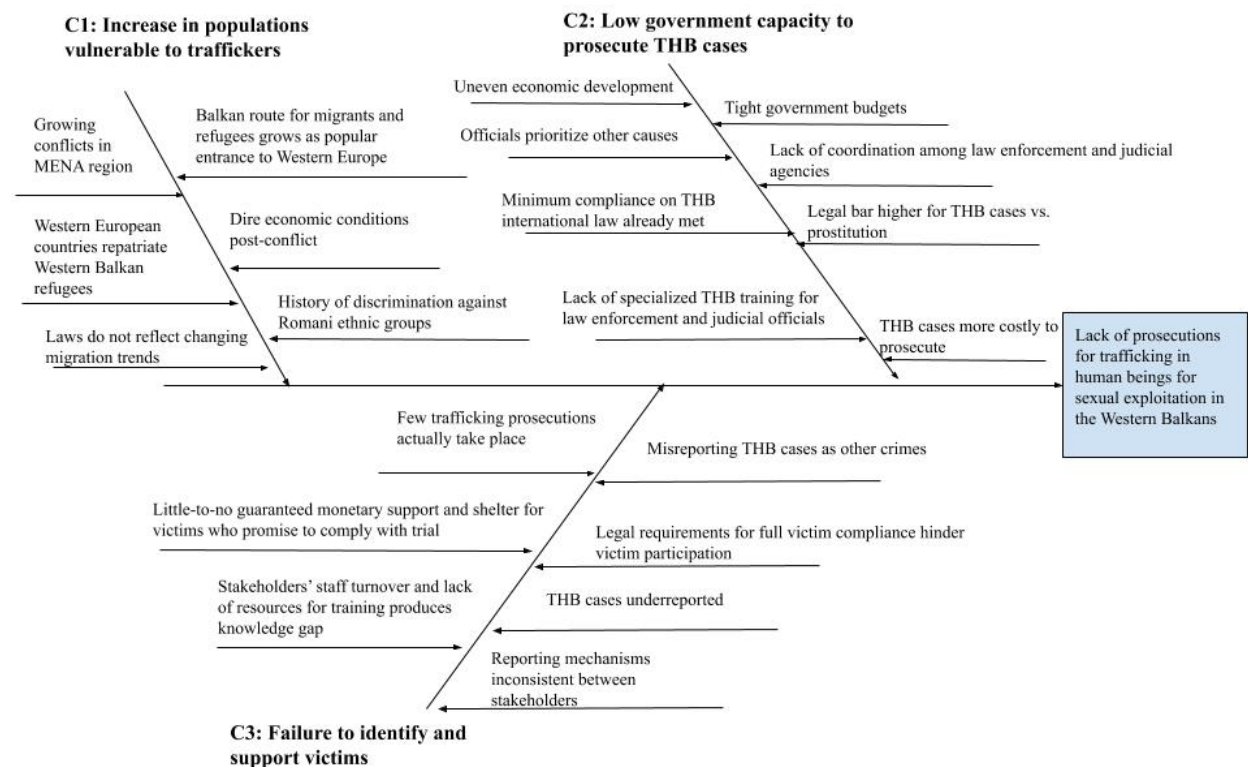 C1: Increase in populations
vulnerable to traffickers
Growing
conflicts in
MENA region
Balkan route for migrants and
refugees grows as popular
entrance to Western Europe
Western European
countries repatriate
Western Balkan
refugees
Dire economic conditions
post-conflict
Laws do not reflect changing
migration trends
History of discrimination against
Romani ethnic groups
C2: Low government capacity to
prosecute THB cases
Uneven economic development
Tight government budgets
Officials prioritize other causes
Lack of coordination among law enforcement and judicial
agencies
Minimum compliance on THB
international law already met
Legal bar higher for THB cases vs.
prostitution
Lack of specialized THB training for
law enforcement and judicial officials
THB cases more costly to
prosecute
Lack of prosecutions
for trafficking in
human beings for
sexual exploitation in
the Western Balkans
Few trafficking prosecutions
actually take place
Misreporting THB cases as other crimes
Little-to-no guaranteed monetary support and shelter for
victims who promise to comply with trial
Legal requirements for full victim compliance hinder
victim participation
Stakeholders' staff turnover and lack
of resources for training produces
knowledge gap
THB cases underreported
Reporting mechanisms
inconsistent between
stakeholders
C3: Failure to identify and
support victims